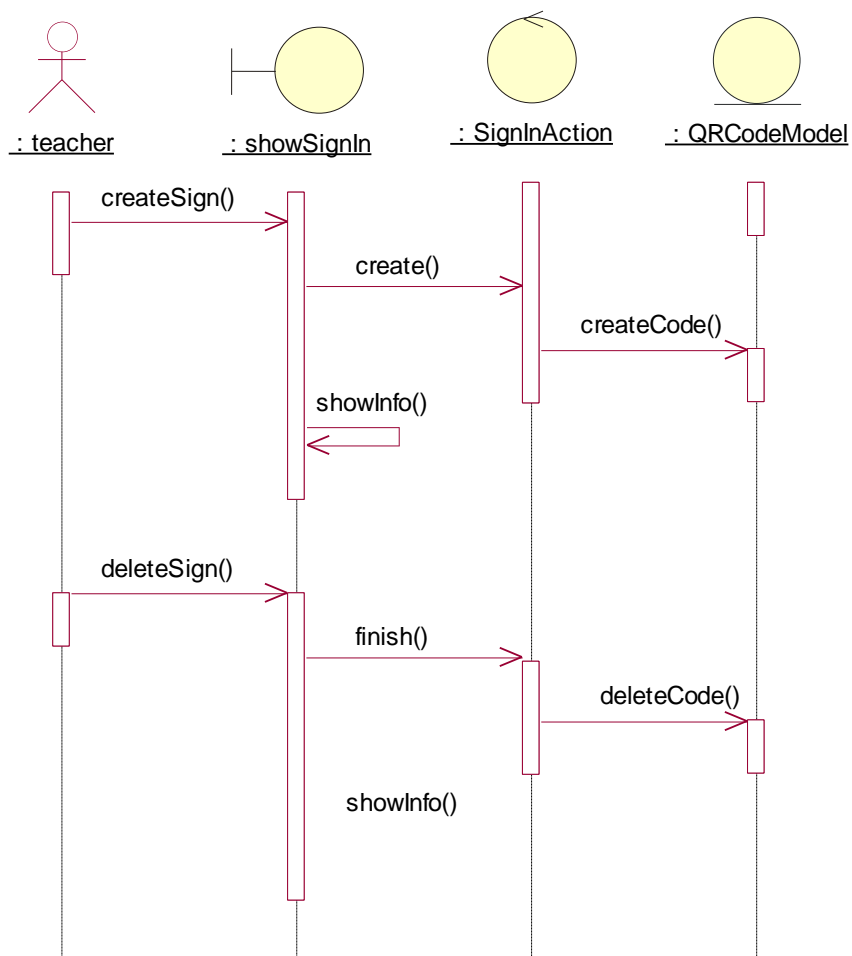 : teacher
: showSignIn
: SignInAction
: QRCodeModel
createSign()
create()
createCode()
showInfo()
deleteSign()
finish()
deleteCode()
showInfo()